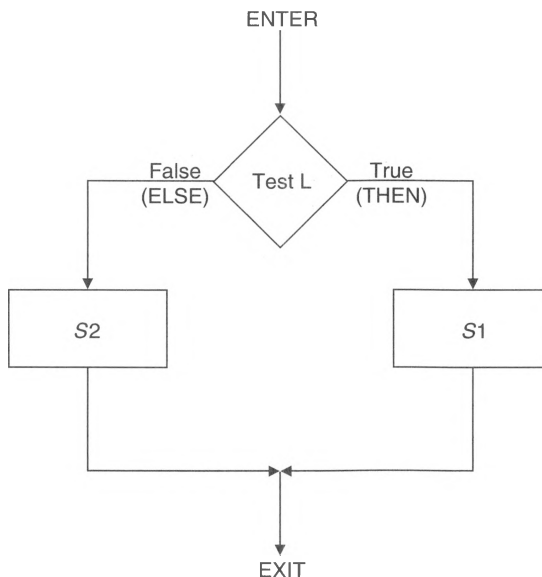 ENTER
False
(ELSE)
Test L
True
(THEN)
S2
S1
EXIT